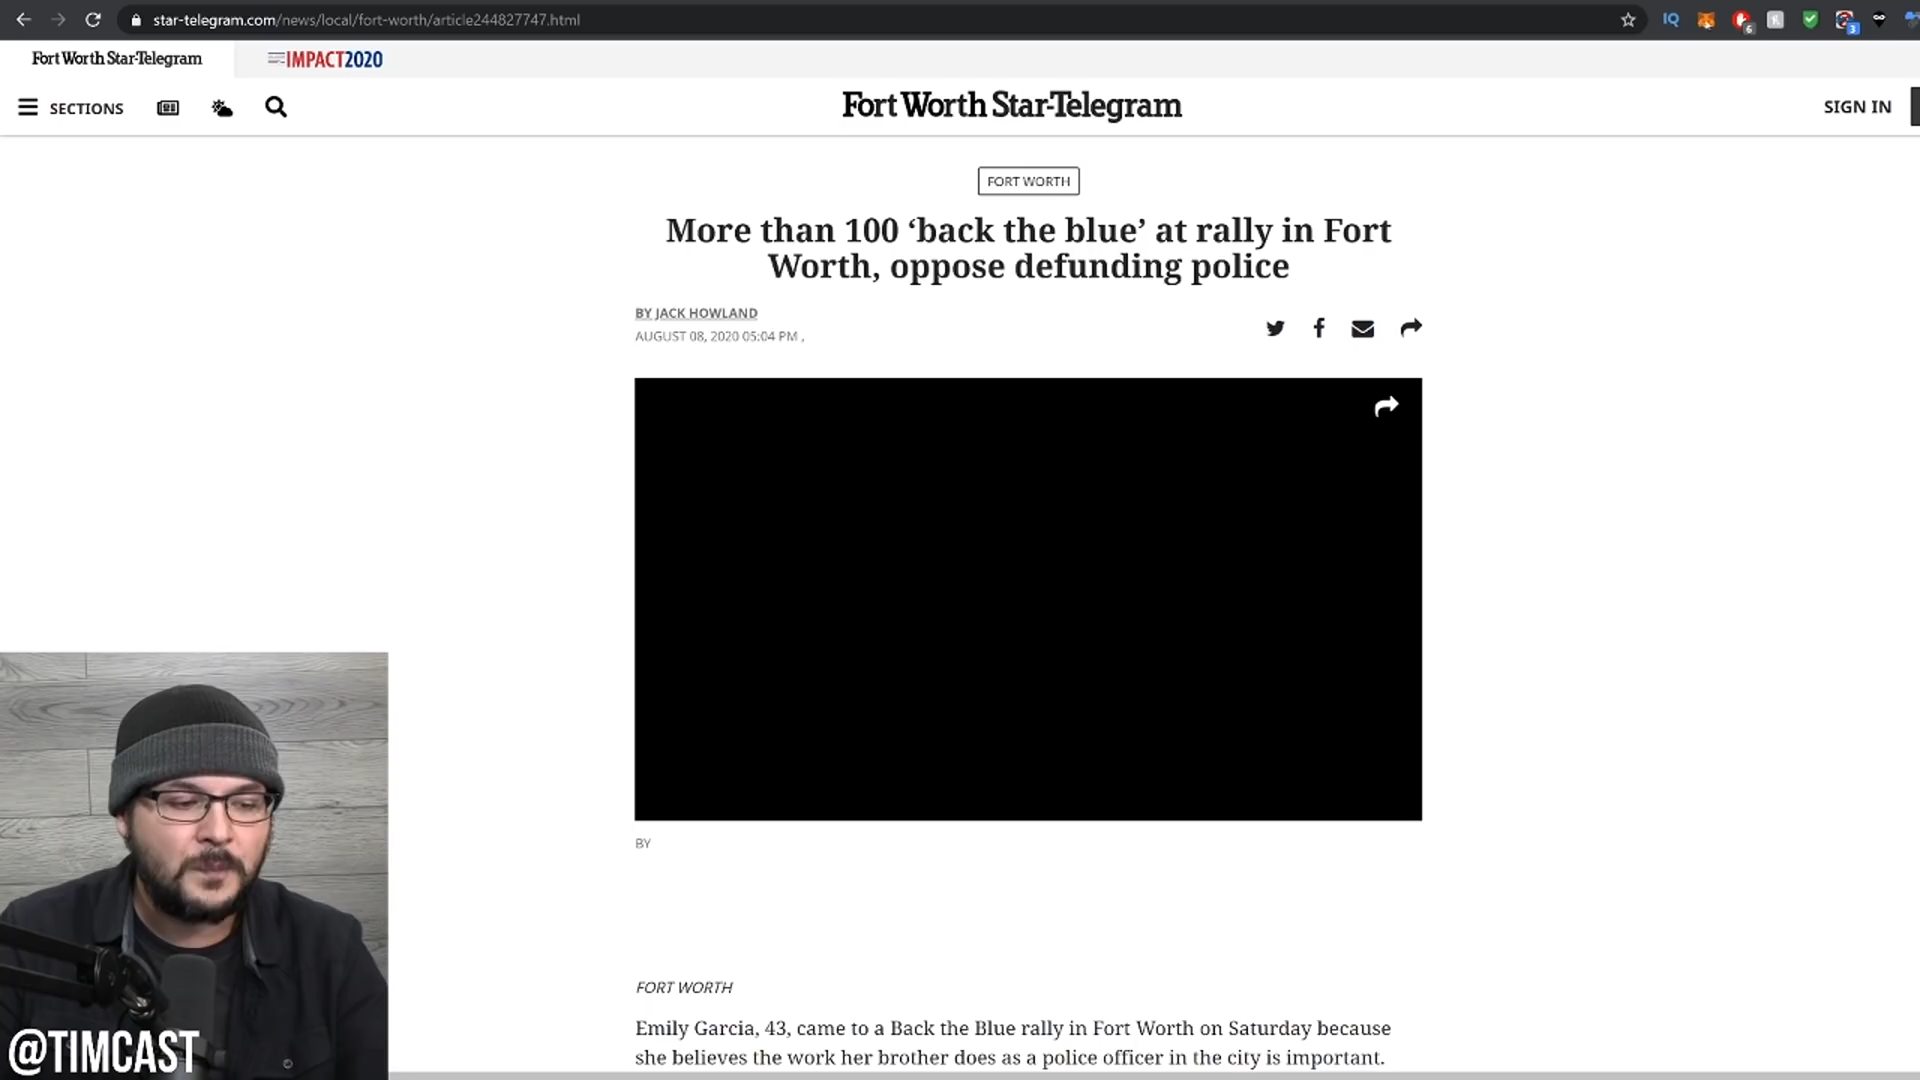 star-telegram.com/news/local/fort-worth/article244827747.html
IQ
6
3
Fort Worth Star-Telegram
IMPACT2020
SECTIONS
Fort Worth Star-Telegram
SIGN IN
FORT WORTH
More than 100 ‘back the blue’ at rally in Fort
Worth, oppose defunding police
BY JACK HOWLAND
AUGUST 08, 2020 05:04 PM ,
BY
FORT WORTH
Emily Garcia, 43, came to a Back the Blue rally in Fort Worth on Saturday because
she believes the work her brother does as a police officer in the city is important.
@TIMCAST